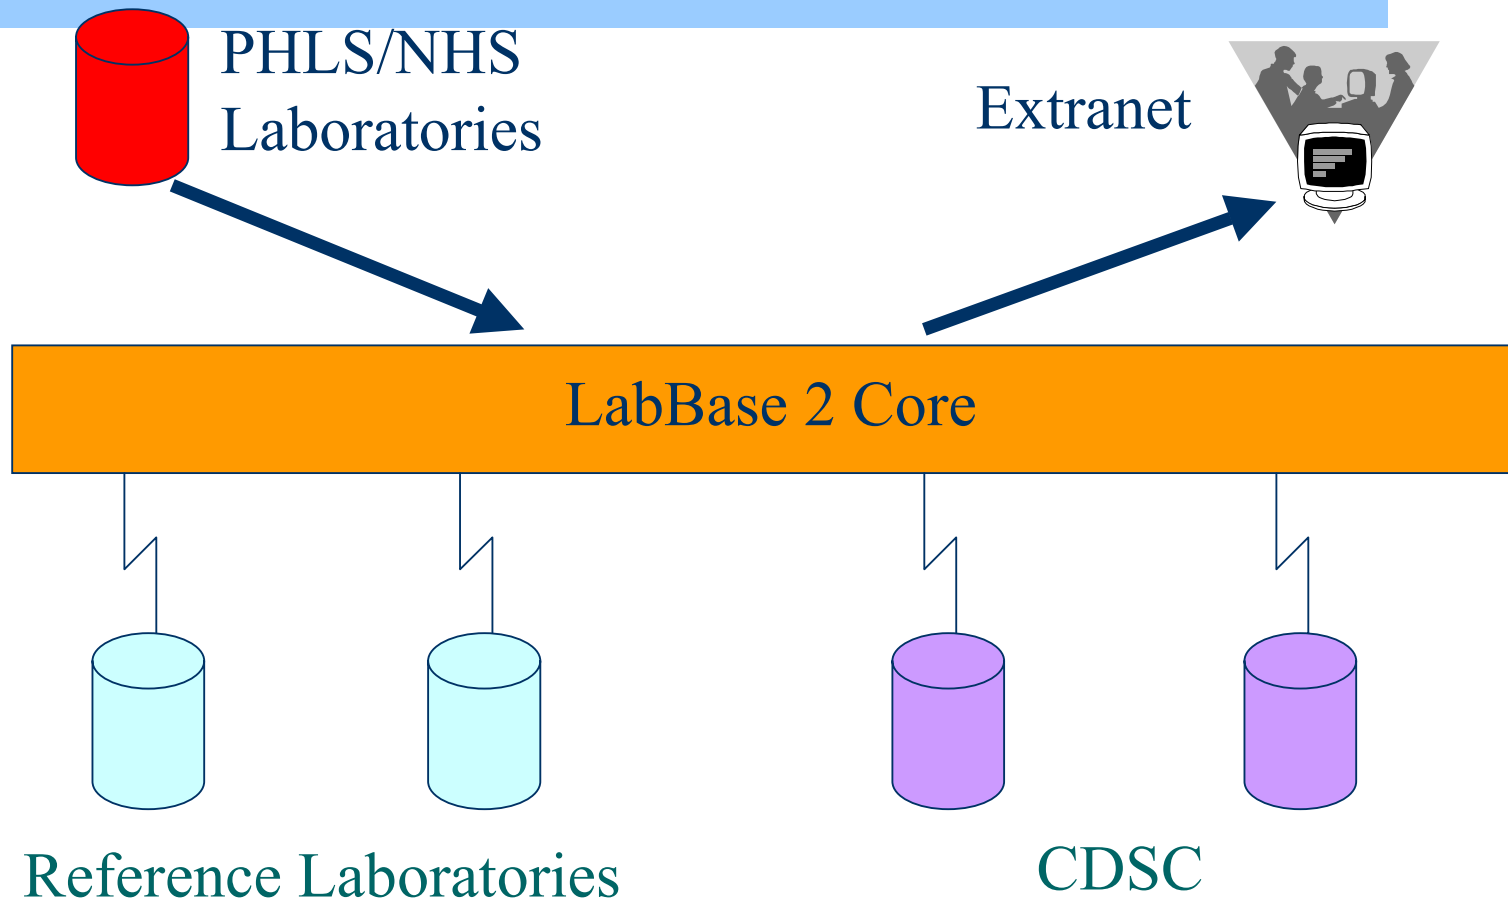 PHLS/NHS
Laboratories
Extranet
LabBase 2 Core
Reference Laboratories
CDSC